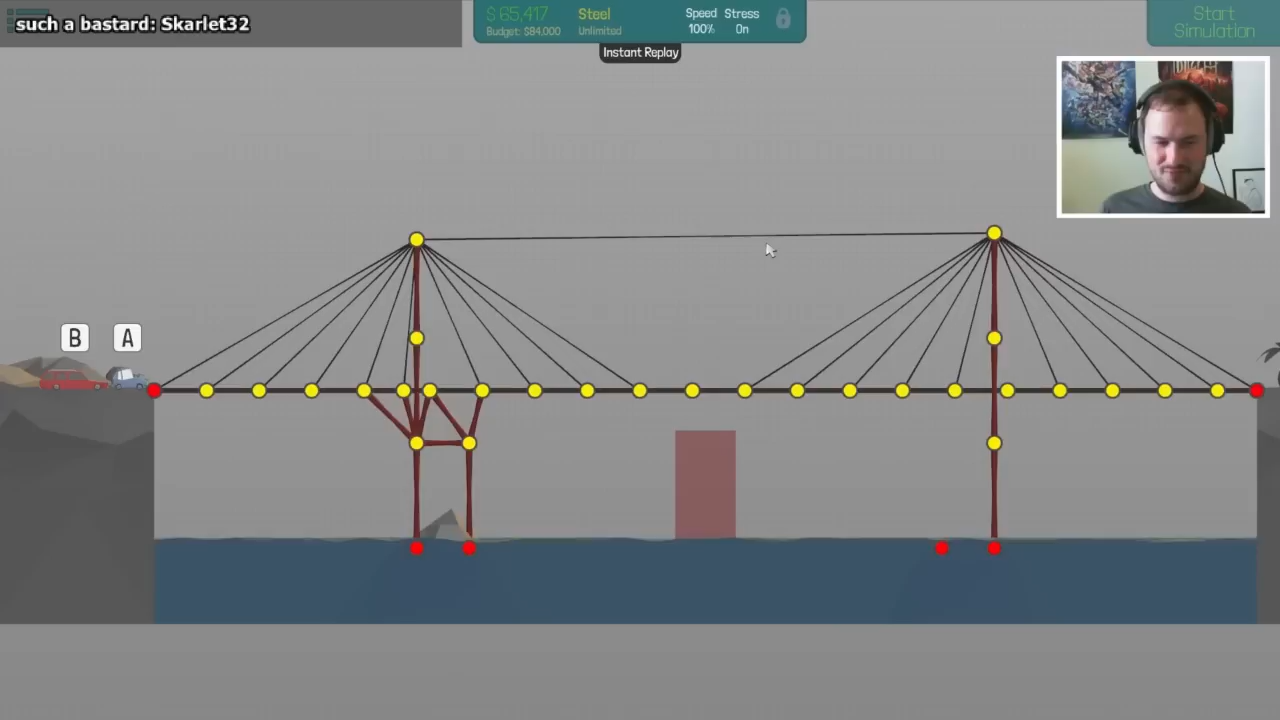 such a bastard: Skarlet32
$ 65,417
Budget: $84,000
Steel
Unlimited
Speed
100%
Stress
On
Start
Simulation
Instant Replay
B
A